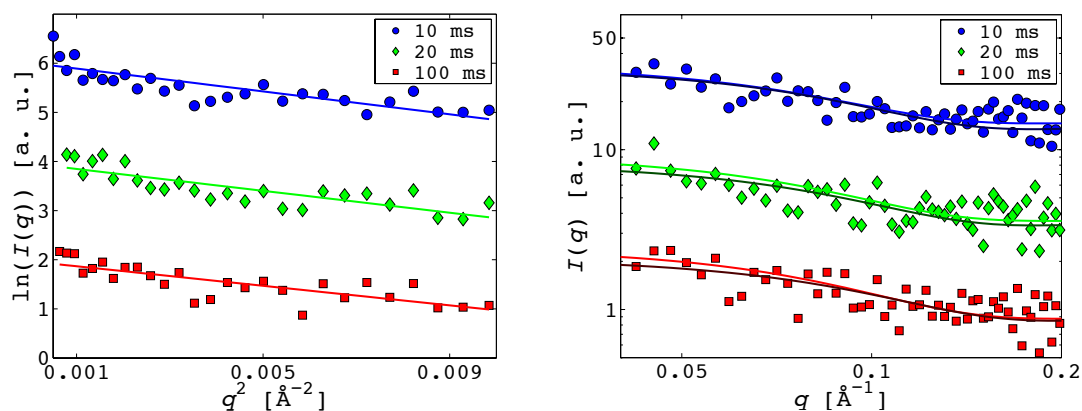 10 ms
20 ms
100 ms
ln(I(q)) [a. u.]
6
5
4
3
2
1
0
0.001
0.005
0.009
q² [Å⁻²]
10 ms
20 ms
100 ms
I(q) [a. u.]
50
10
1
0.05
0.1
0.2
q [Å⁻¹]